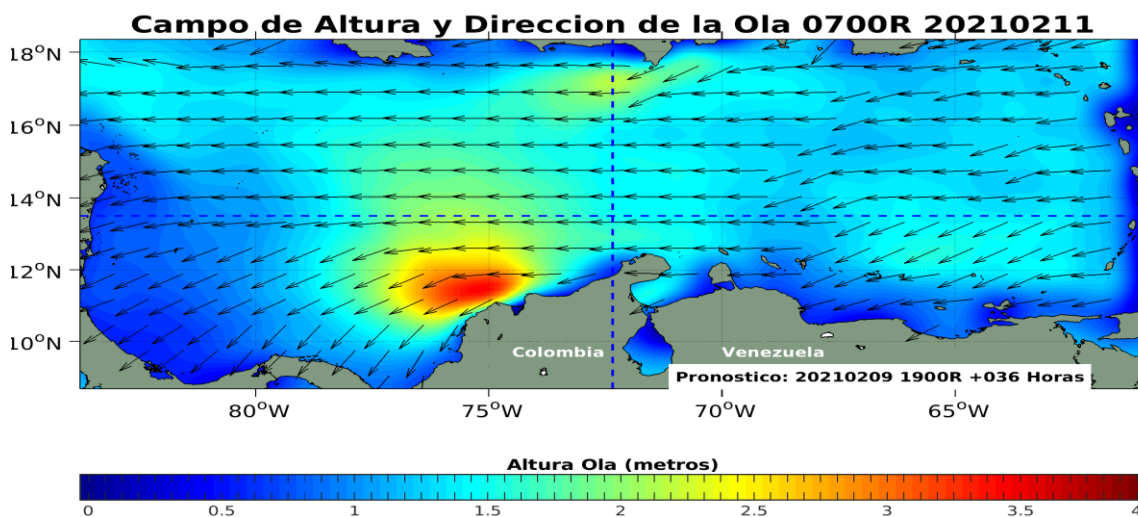 Campo de Altura y Direccion de la Ola 0700R 20210211
18°N
16°N
14°N
12°N
10°N
Colombia
Venezuela
Pronostico: 20210209 1900R +036 Horas
80°W
75°W
70°W
65°W
Altura Ola (metros)
0 0.5 1 1.5 2 2.5 3 3.5 4